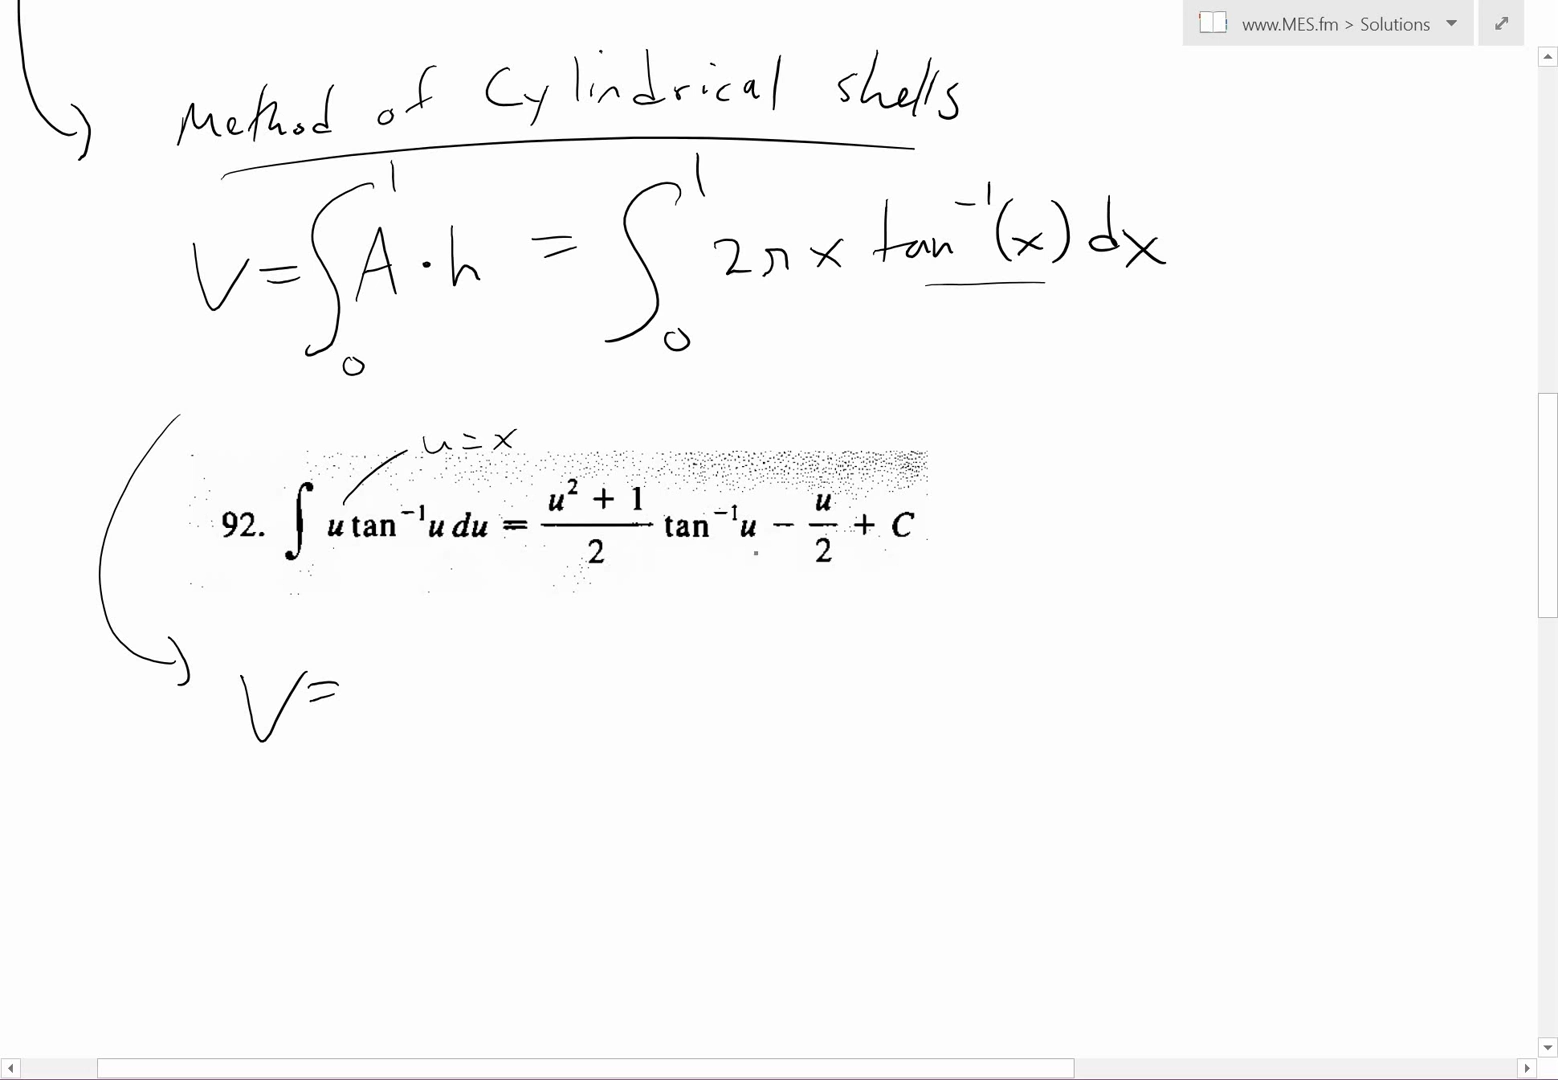 www.MES.fm > Solutions
Method of Cylindrical shells
V = ∫₀¹ A · h = ∫₀¹ 2π x tan⁻¹(x) dx
u = x
92. ∫ u tan⁻¹u du = (u² + 1)/2 tan⁻¹u − u/2 + C
V =